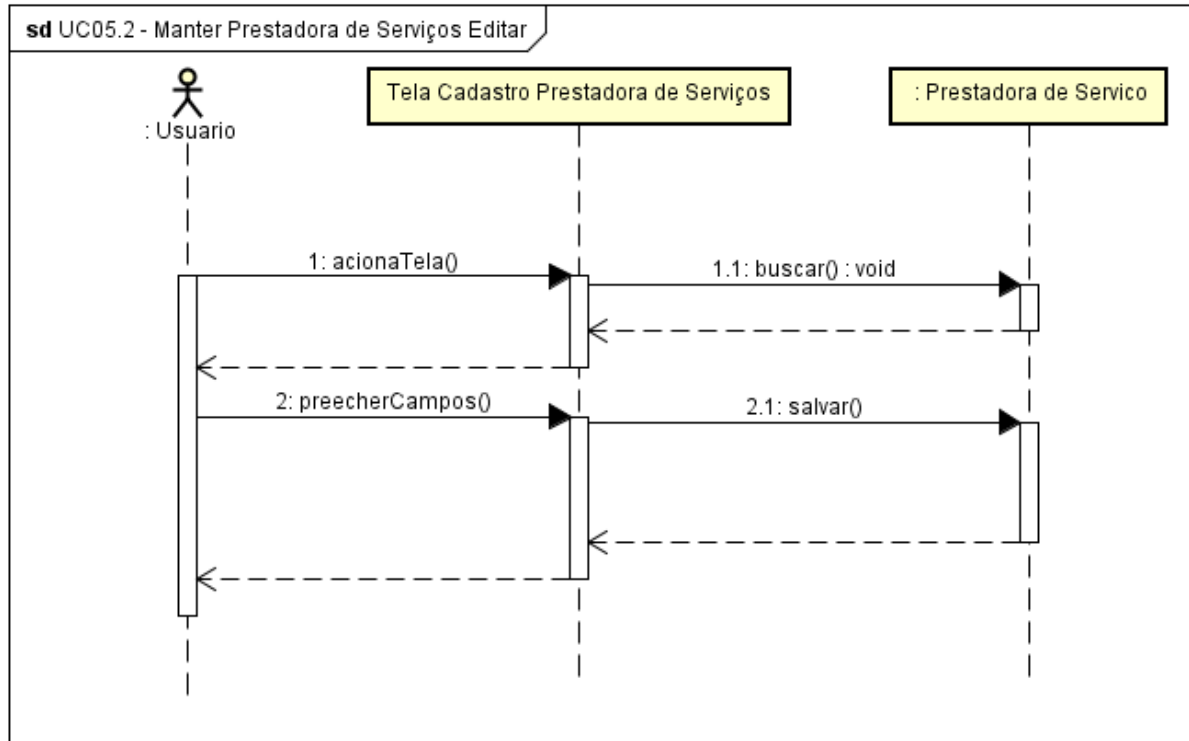 sd UC05.2 - Manter Prestadora de Serviços Editar
: Usuario
Tela Cadastro Prestadora de Serviços
: Prestadora de Servico
1: acionaTela()
1.1: buscar() : void
2: preecherCampos()
2.1: salvar()